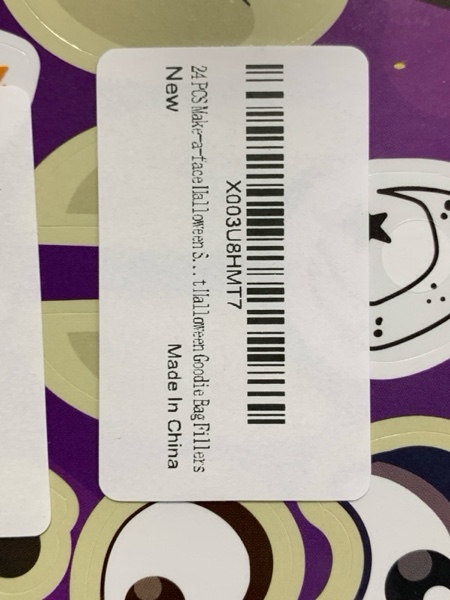 X003U8HMT7
24 PCS Make-a-face Halloween S...t Halloween Goodie Bag Fillers
New
Made In China